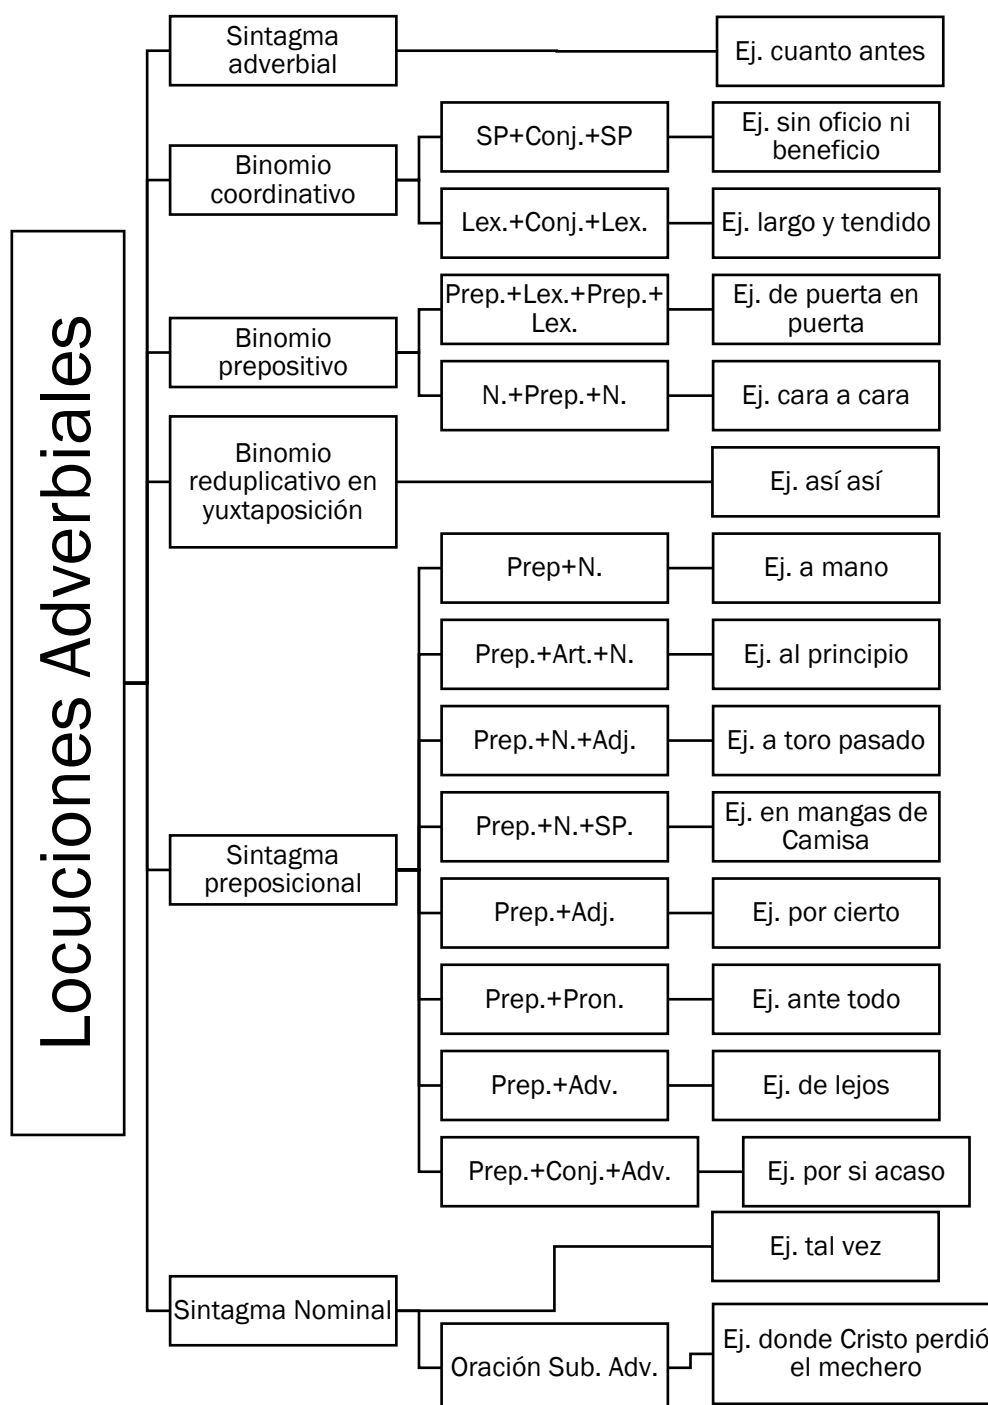 Locuciones Adverbiales
Sintagma
adverbial
Ej. cuanto antes
Binomio
coordinativo
SP+Conj.+SP
Ej. sin oficio ni
beneficio
Lex.+Conj.+Lex.
Ej. largo y tendido
Binomio
prepositivo
Prep.+Lex.+Prep.+
Lex.
Ej. de puerta en
puerta
N.+Prep.+N.
Ej. cara a cara
Binomio
reduplicativo en
yuxtaposición
Ej. así así
Sintagma
preposicional
Prep+N.
Ej. a mano
Prep.+Art.+N.
Ej. al principio
Prep.+N.+Adj.
Ej. a toro pasado
Prep.+N.+SP.
Ej. en mangas de
Camisa
Prep.+Adj.
Ej. por cierto
Prep.+Pron.
Ej. ante todo
Prep.+Adv.
Ej. de lejos
Prep.+Conj.+Adv.
Ej. por si acaso
Sintagma Nominal
Ej. tal vez
Oración Sub. Adv.
Ej. donde Cristo perdió
el mechero